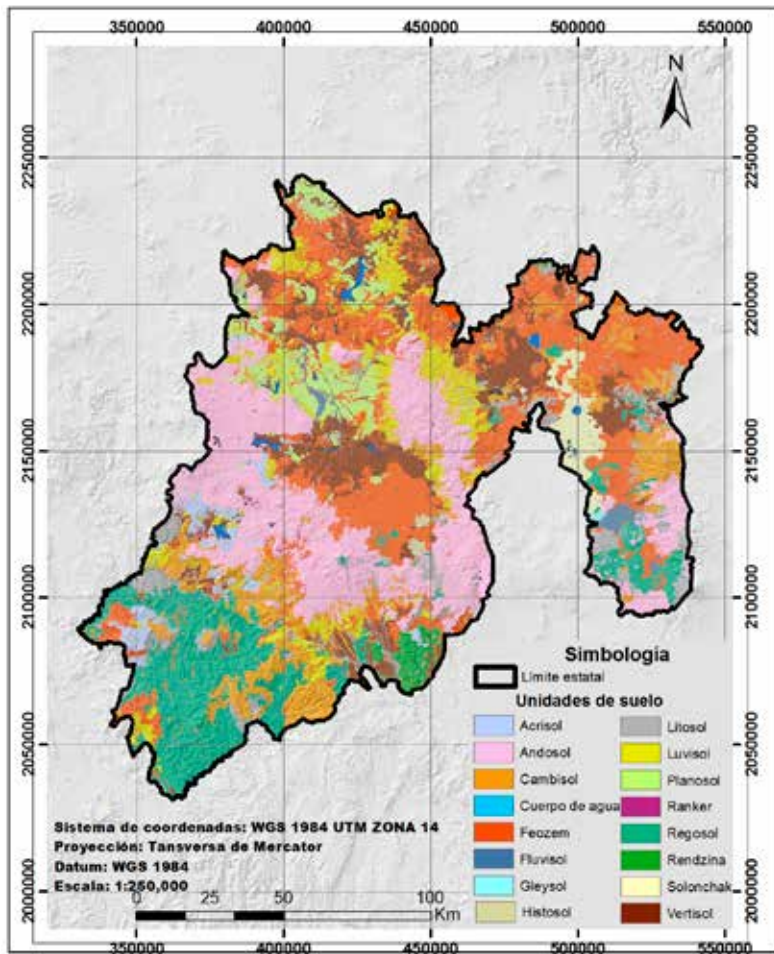 350000 400000 450000 500000 550000
N
2250000 2250000
2200000 2200000
2150000 2150000
2100000 2100000
2050000 2050000
2000000 2000000
Simbología
Límite estatal
Unidades de suelo
Acrisol
Andosol
Cambisol
Cuerpo de agua
Feozem
Fluvisol
Gleysol
Histosol
Litosol
Luvisol
Planosol
Ranker
Regosol
Rendzina
Solonchak
Vertisol
Sistema de coordenadas: WGS 1984 UTM ZONA 14
Proyección: Tansversa de Mercator
Datum: WGS 1984
Escala: 1:250,000
0 25 50 100
Km
350000 400000 450000 500000 550000